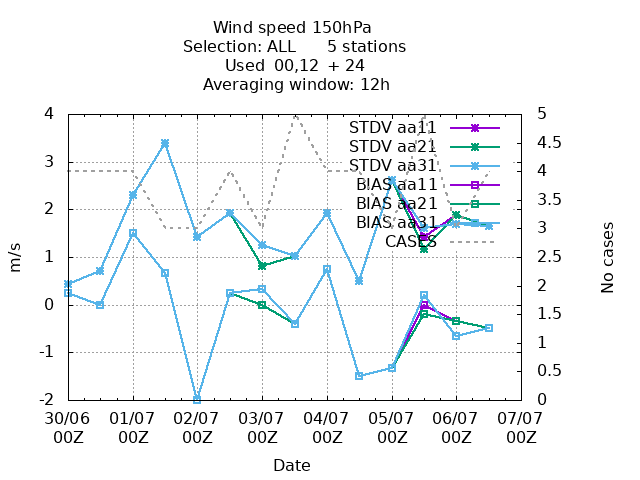 Wind speed 150hPa
Selection: ALL 5 stations
Used 00,12 + 24
Averaging window: 12h
4
3
2
1
0
-1
-2
m/s
STDV aa11
STDV aa21
STDV aa31
BIAS aa11
BIAS aa21
BIAS aa31
CASES
5
4.5
4
3.5
3
2.5
2
1.5
1
0.5
0
No cases
30/06 01/07 02/07 03/07 04/07 05/07 06/07 07/07
00Z 00Z 00Z 00Z 00Z 00Z 00Z 00Z
Date